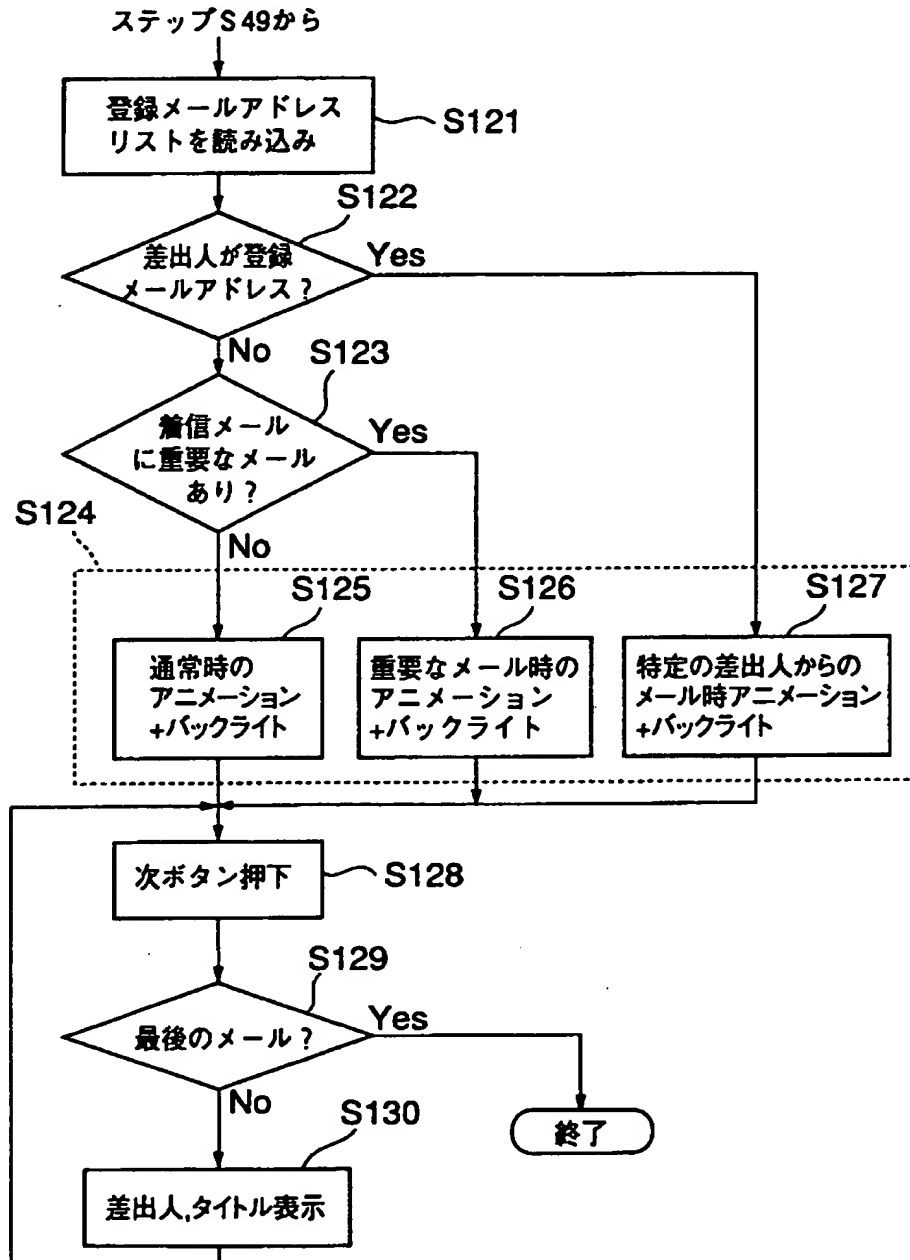 ステップS49から
登録メールアドレス
リストを読み込み
S121
S122
差出人が登録
メールアドレス？
Yes
No
S123
着信メール
に重要なメール
あり？
Yes
S124
No
S125
S126
S127
通常時の
アニメーション
+バックライト
重要なメール時の
アニメーション
+バックライト
特定の差出人からの
メール時アニメーション
+バックライト
次ボタン押下
S128
S129
最後のメール？
Yes
No
S130
終了
差出人,タイトル表示